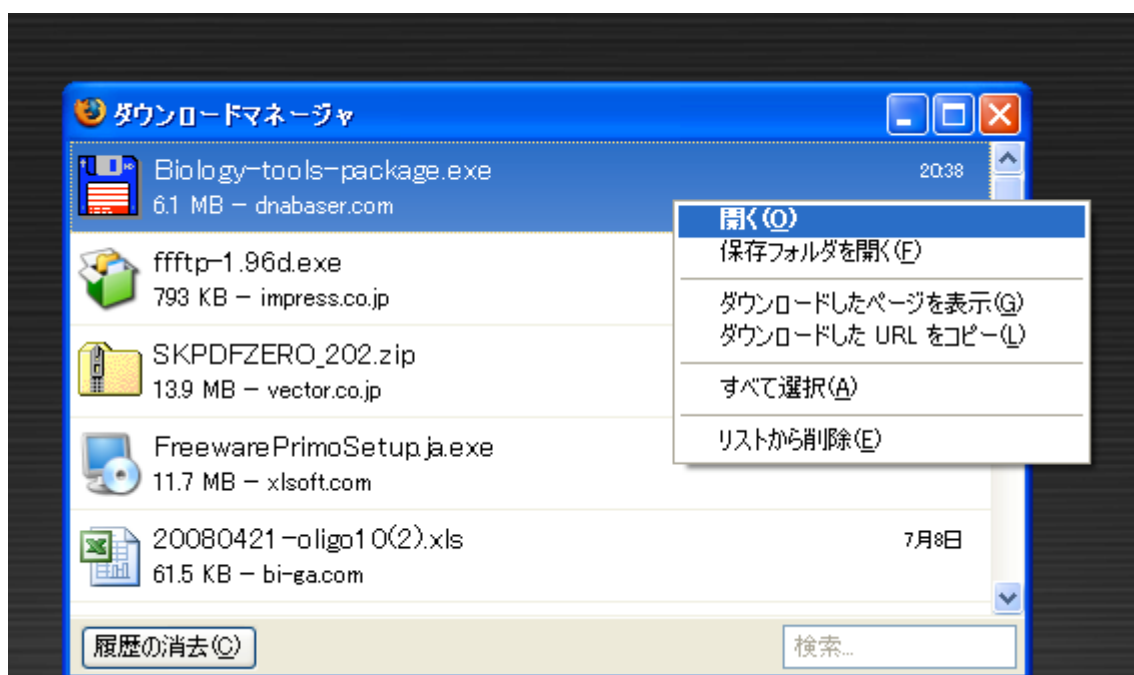 ダウンロードマネージャ
Biology-tools-package.exe
20:38
6.1 MB — dnabaser.com
ffftp-1.96d.exe
793 KB — impress.co.jp
SKPDFZERO_202.zip
13.9 MB — vector.co.jp
FreewarePrimoSetup.ja.exe
11.7 MB — xlsoft.com
20080421-oligo10(2).xls
7月8日
61.5 KB — bi-ga.com
開く(O)
保存フォルダを開く(F)
ダウンロードしたページを表示(G)
ダウンロードした URL をコピー(L)
すべて選択(A)
リストから削除(E)
履歴の消去(C)
検索...